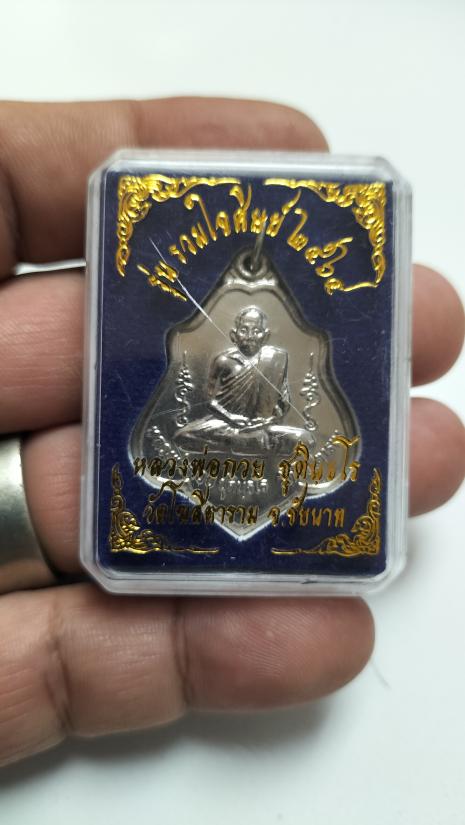 รุ่น รวมใจศิษย์ ๒๕๖๑
หลวงพ่อกวย ชุตินฺธโร
วัดโฆสิตาราม จ.ชัยนาท